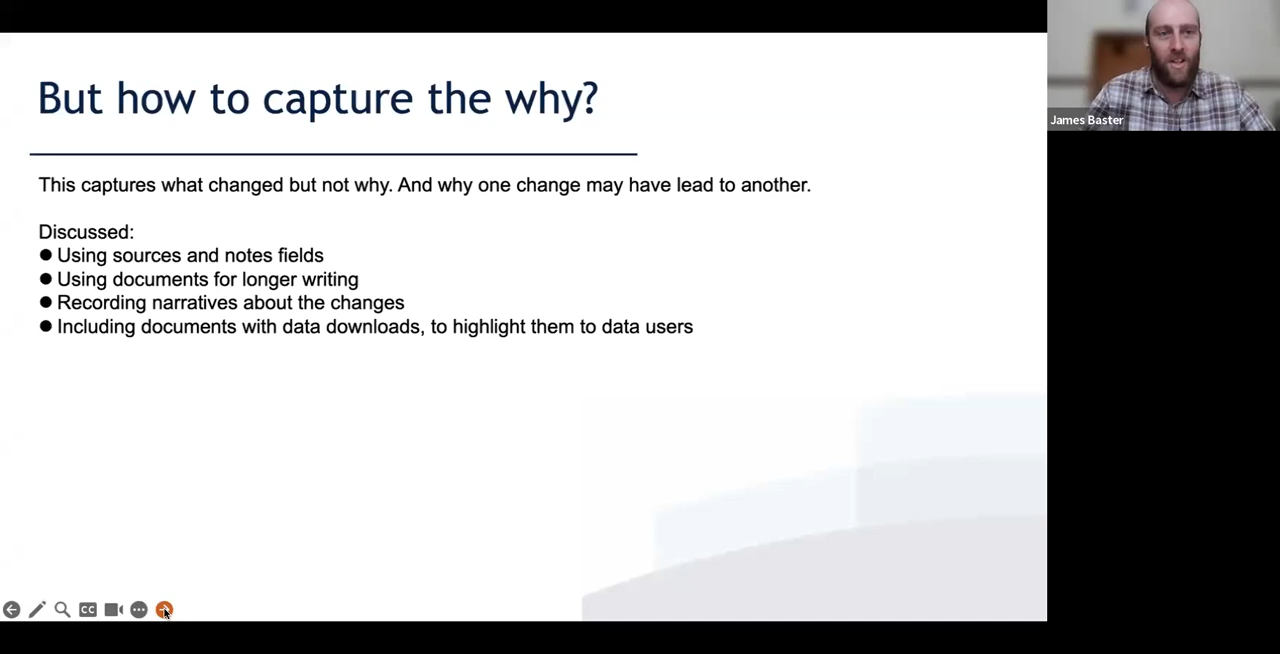 But how to capture the why?
This captures what changed but not why. And why one change may have lead to another.
Discussed:
● Using sources and notes fields
● Using documents for longer writing
● Recording narratives about the changes
● Including documents with data downloads, to highlight them to data users
James Baster
CC